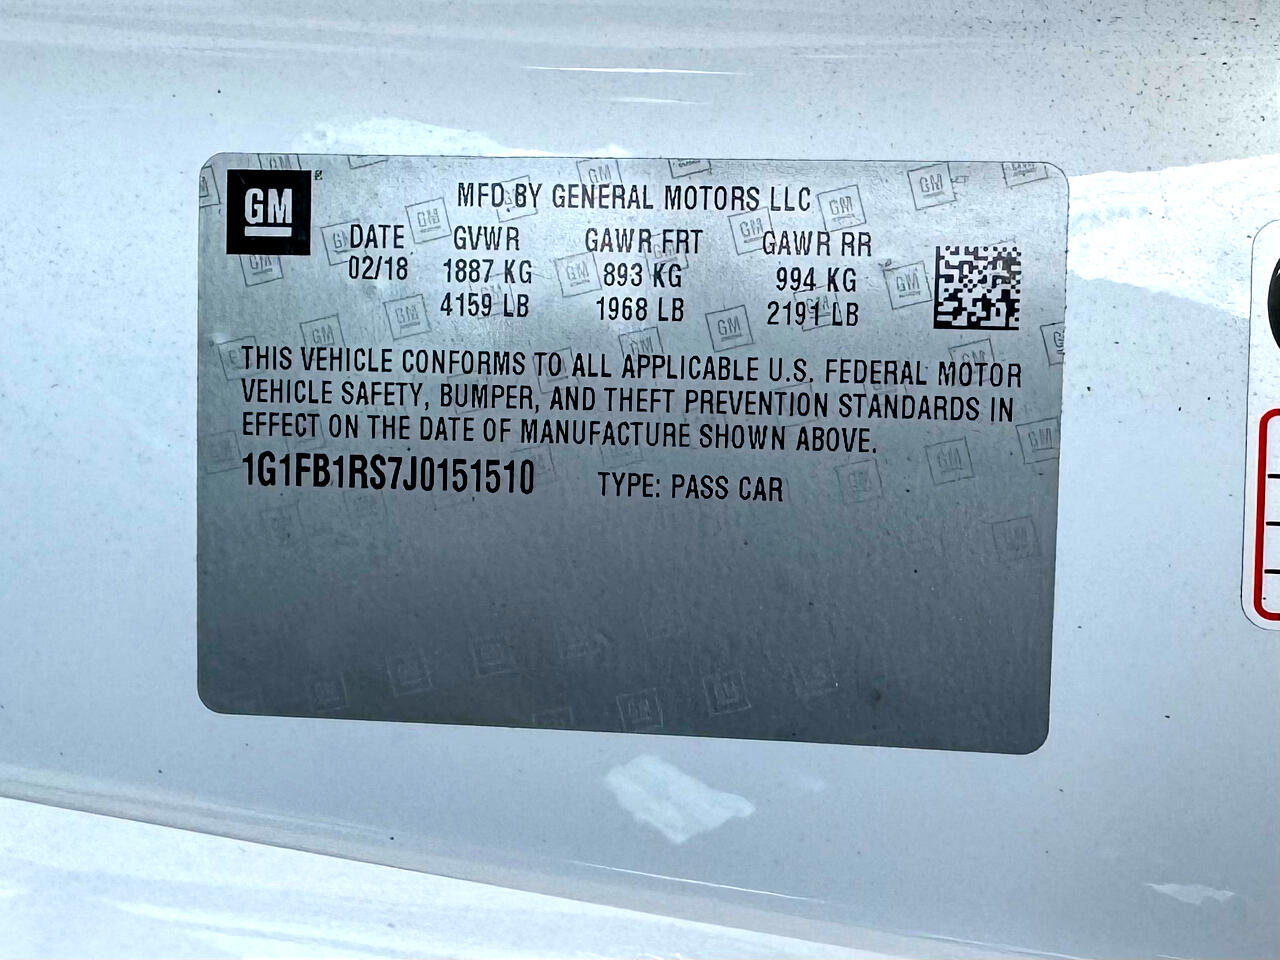 GM
MFD.BY GENERAL MOTORS LLC
DATE GVWR GAWR FRT GAWR RR
02/18 1887 KG 893 KG 994 KG
4159 LB 1968 LB 2191 LB
THIS VEHICLE CONFORMS TO ALL APPLICABLE U.S. FEDERAL MOTOR
VEHICLE SAFETY, BUMPER, AND THEFT PREVENTION STANDARDS IN
EFFECT ON THE DATE OF MANUFACTURE SHOWN ABOVE.
1G1FB1RS7J0151510 TYPE: PASS CAR